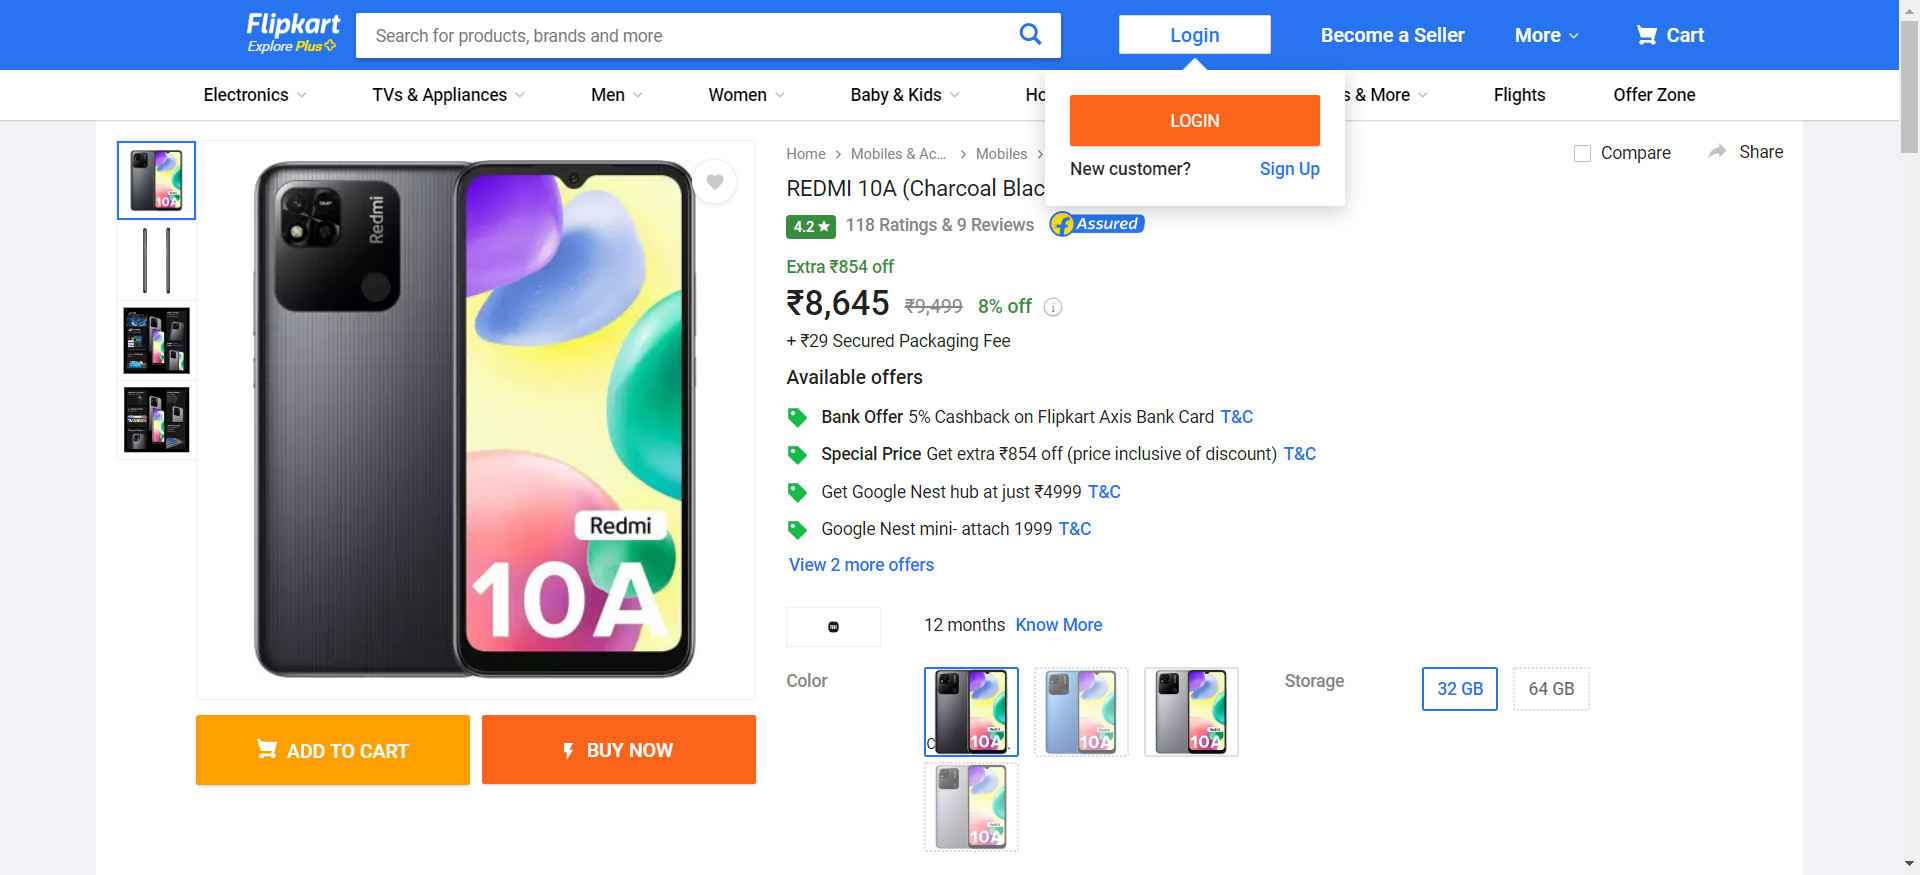 Flipkart
Explore Plus
Search for products, brands and more
Login
Become a Seller
More
Cart
Electronics
TVs & Appliances
Men
Women
Baby & Kids
Ho
s & More
Flights
Offer Zone
LOGIN
New customer? Sign Up
Home
Mobiles & Ac...
Mobiles
Compare
Share
REDMI 10A (Charcoal Blac
4.2 ★ 118 Ratings & 9 Reviews
Assured
Extra ₹854 off
₹8,645 ₹9,499 8% off
+ ₹29 Secured Packaging Fee
Available offers
Bank Offer 5% Cashback on Flipkart Axis Bank Card T&C
Special Price Get extra ₹854 off (price inclusive of discount) T&C
Get Google Nest hub at just ₹4999 T&C
Google Nest mini- attach 1999 T&C
View 2 more offers
12 months Know More
Color
Storage
32 GB
64 GB
Redmi
Redmi
10A
10A
10A
10A
10A
10A
ADD TO CART
BUY NOW